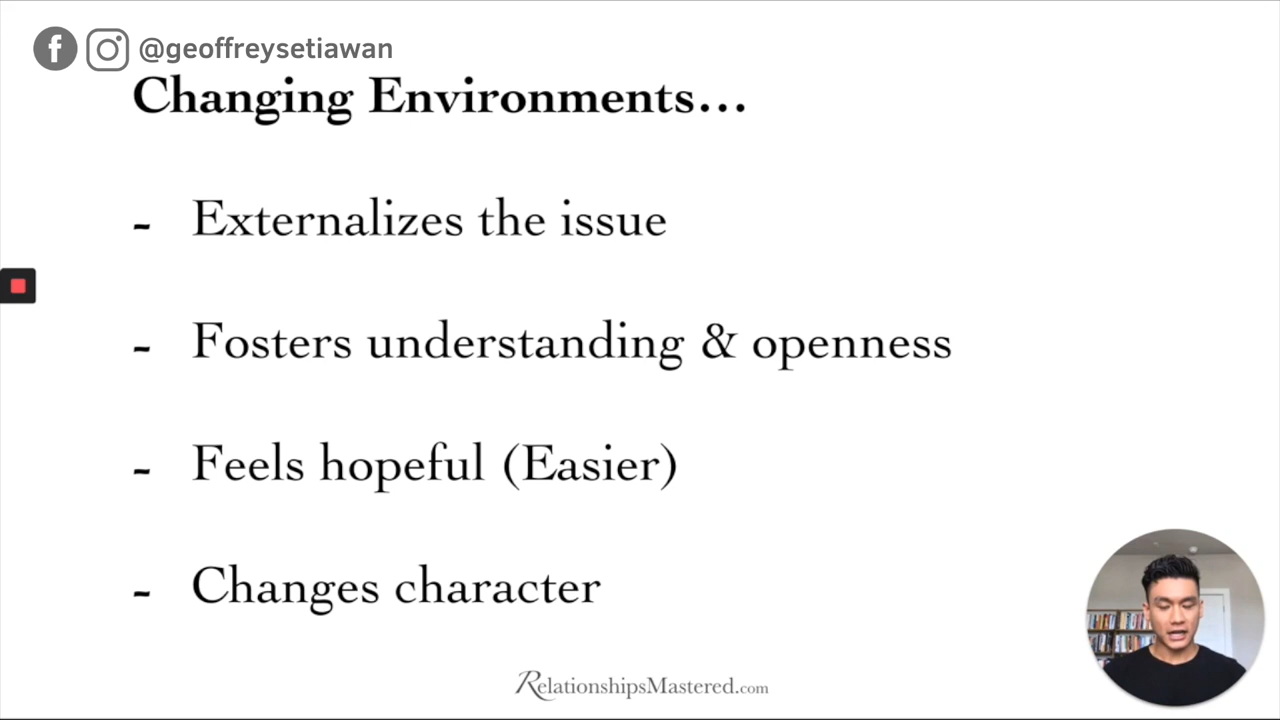 @geoffreysetiawan
Changing Environments...
- Externalizes the issue
- Fosters understanding & openness
- Feels hopeful (Easier)
- Changes character
RelationshipsMastered.com